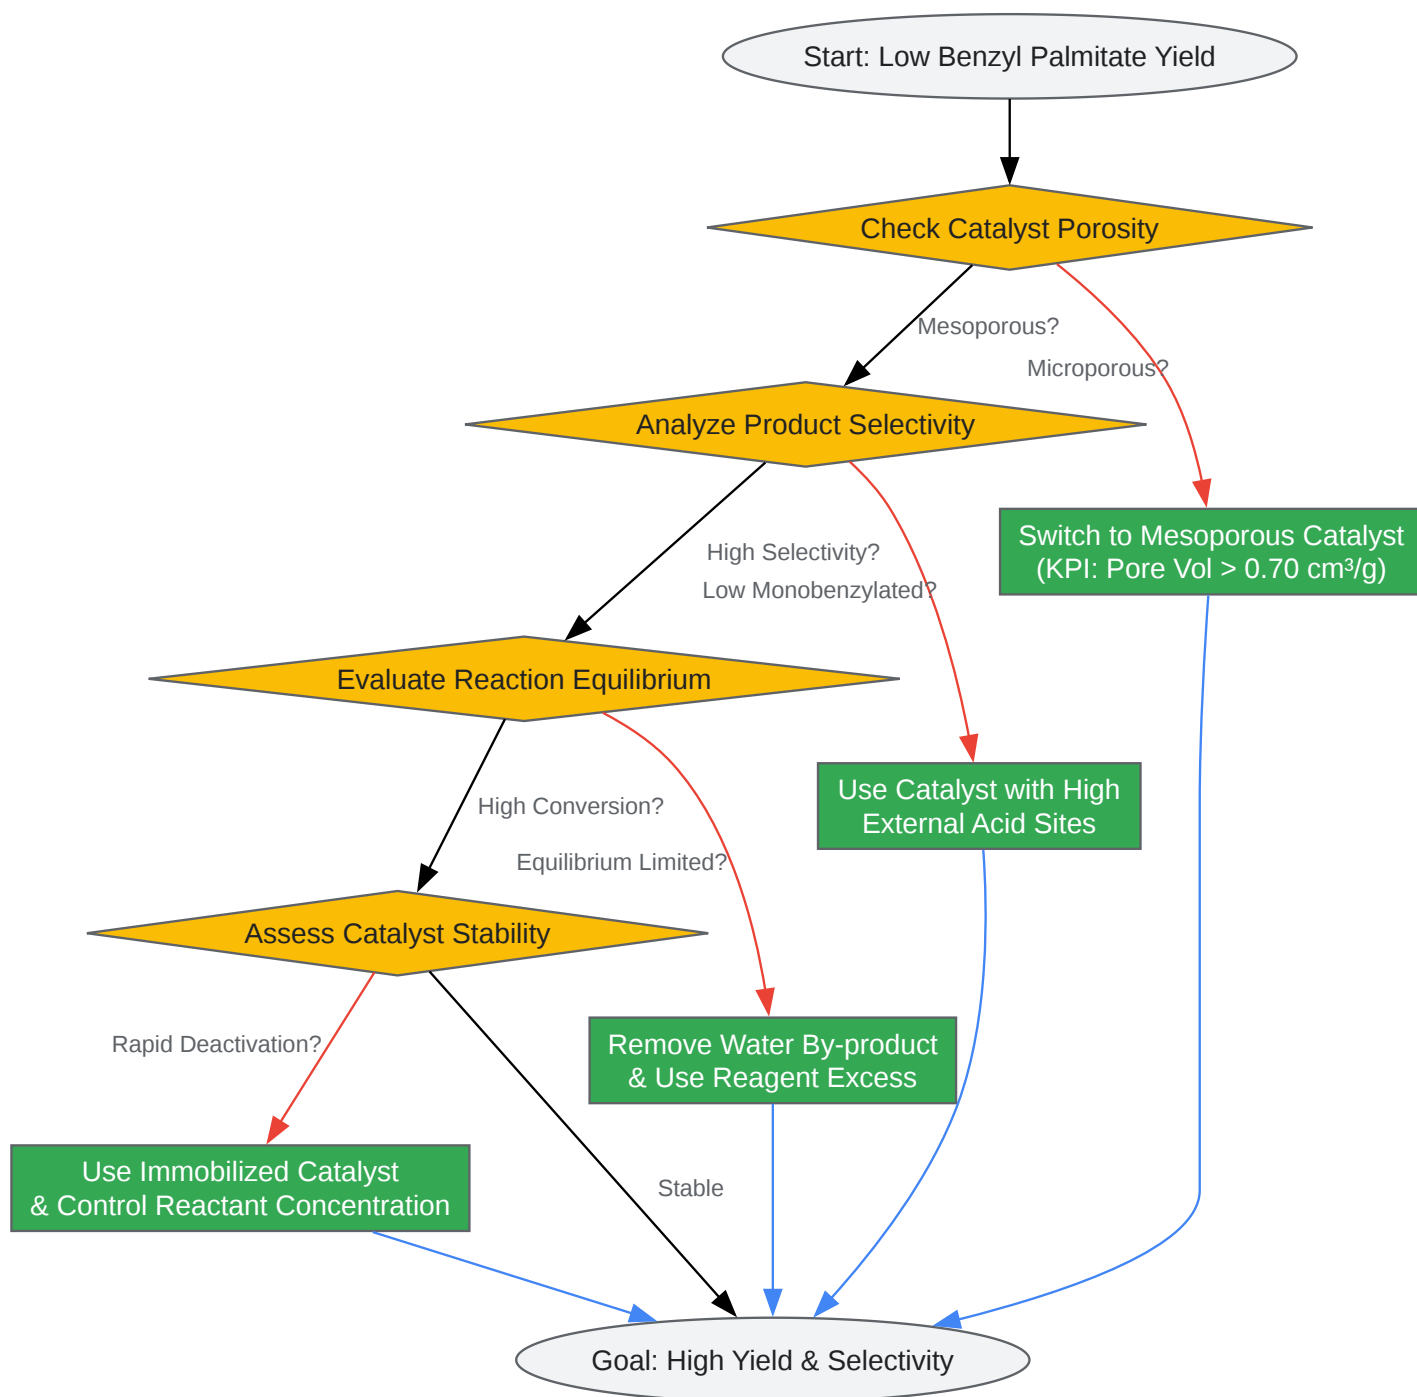 Start: Low Benzyl Palmitate Yield
Check Catalyst Porosity
Mesoporous?
Microporous?
Analyze Product Selectivity
Switch to Mesoporous Catalyst
(KPI: Pore Vol > 0.70 cm³/g)
High Selectivity?
Low Monobenzylated?
Evaluate Reaction Equilibrium
Use Catalyst with High
External Acid Sites
High Conversion?
Equilibrium Limited?
Assess Catalyst Stability
Rapid Deactivation?
Remove Water By-product
& Use Reagent Excess
Use Immobilized Catalyst
& Control Reactant Concentration
Stable
Goal: High Yield & Selectivity